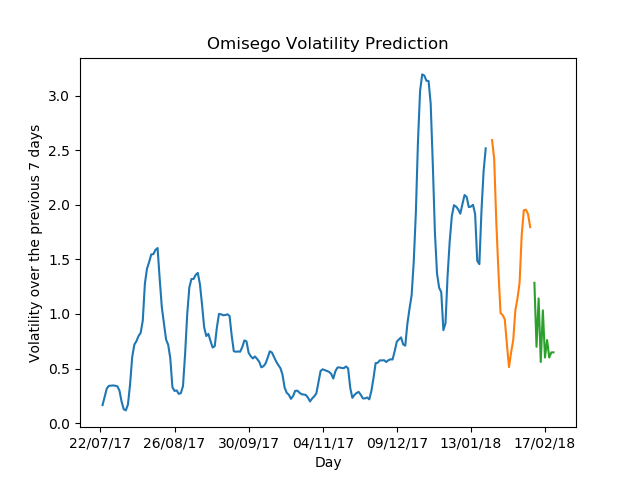 Omisego Volatility Prediction
Volatility over the previous 7 days
3.0
2.5
2.0
1.5
1.0
0.5
0.0
22/07/17 26/08/17 30/09/17 04/11/17 09/12/17 13/01/18 17/02/18
Day